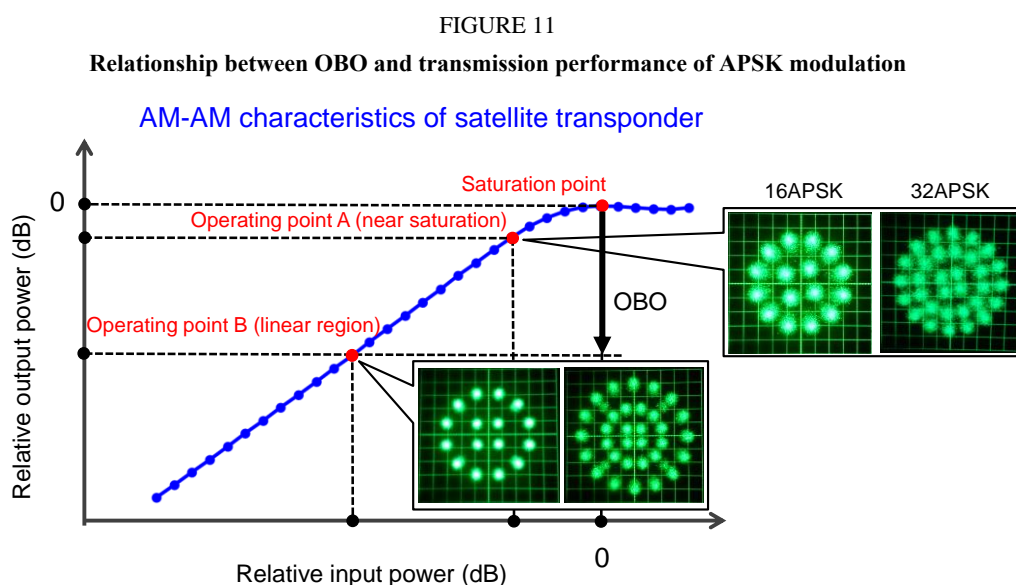 FIGURE 11
Relationship between OBO and transmission performance of APSK modulation
AM-AM characteristics of satellite transponder
0
Saturation point
16APSK
32APSK
Operating point A (near saturation)
OBO
Operating point B (linear region)
Relative output power (dB)
0
Relative input power (dB)